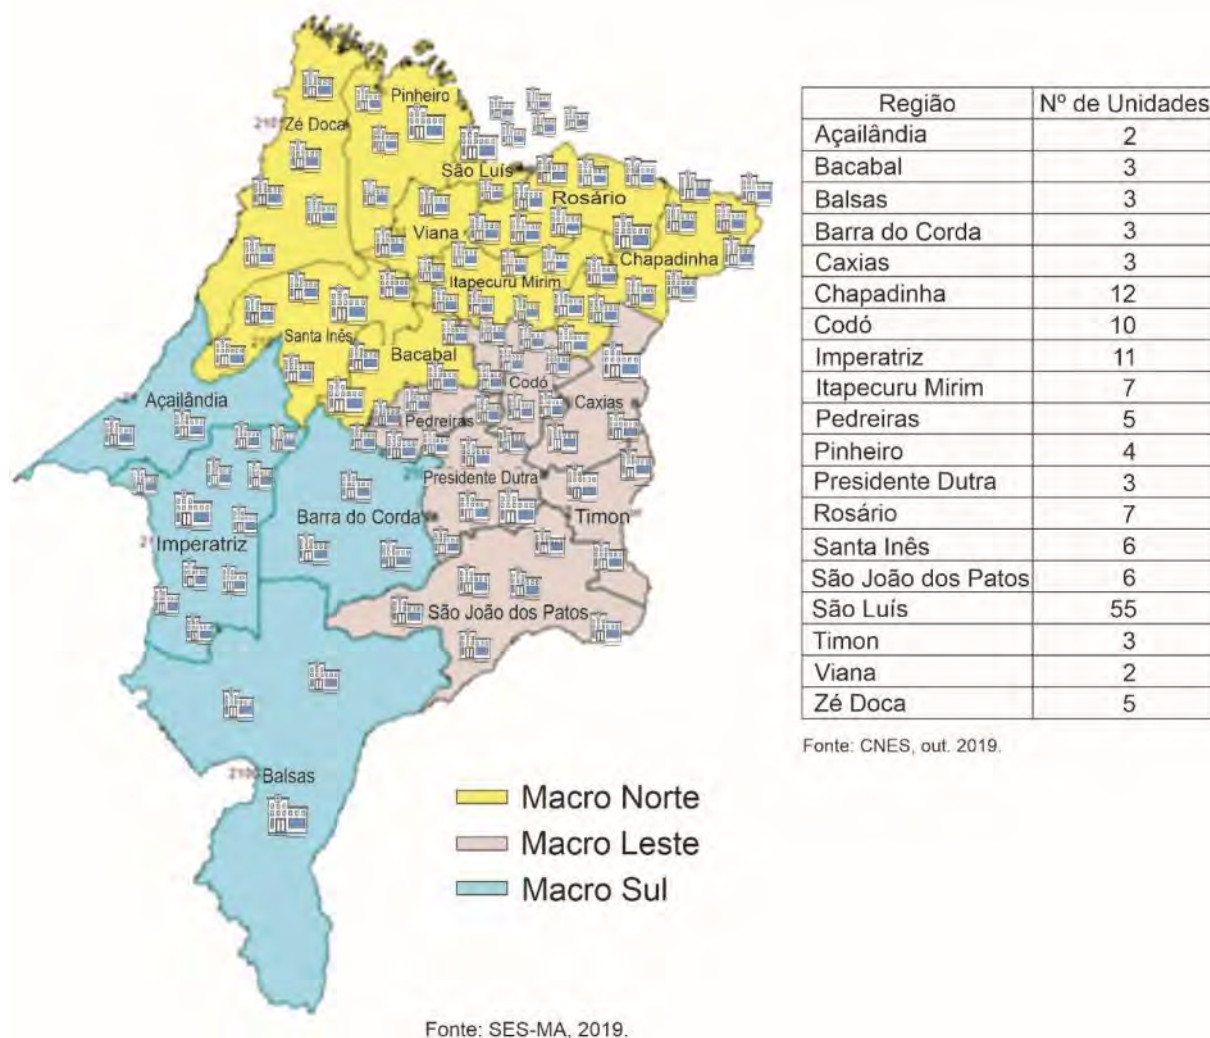 Pinheiro
Zé Doca
São Luís
Rosário
Viana
Chapadinha
Itapecuru Mirim
Santa Inês
Bacabal
Codó
Açailândia
Caxias
Pedreiras
Presidente Dutra
Barra do Corda
Timon
Imperatriz
São João dos Patos
Balsas
Macro Norte
Macro Leste
Macro Sul
Fonte: SES-MA, 2019.
Região Nº de Unidades
Açailândia 2
Bacabal 3
Balsas 3
Barra do Corda 3
Caxias 3
Chapadinha 12
Codó 10
Imperatriz 11
Itapecuru Mirim 7
Pedreiras 5
Pinheiro 4
Presidente Dutra 3
Rosário 7
Santa Inês 6
São João dos Patos 6
São Luís 55
Timon 3
Viana 2
Zé Doca 5
Fonte: CNES, out. 2019.